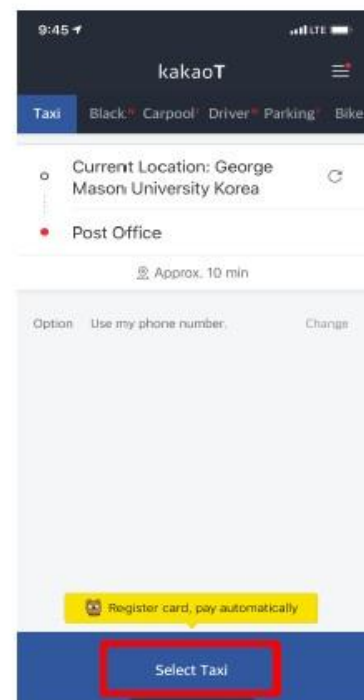 9:45
LTE
kakaoT
Taxi Black Carpool Driver Parking Bike
Current Location: George
Mason University Korea
Post Office
Approx. 10 min
Option Use my phone number. Change
Register card, pay automatically
Select Taxi